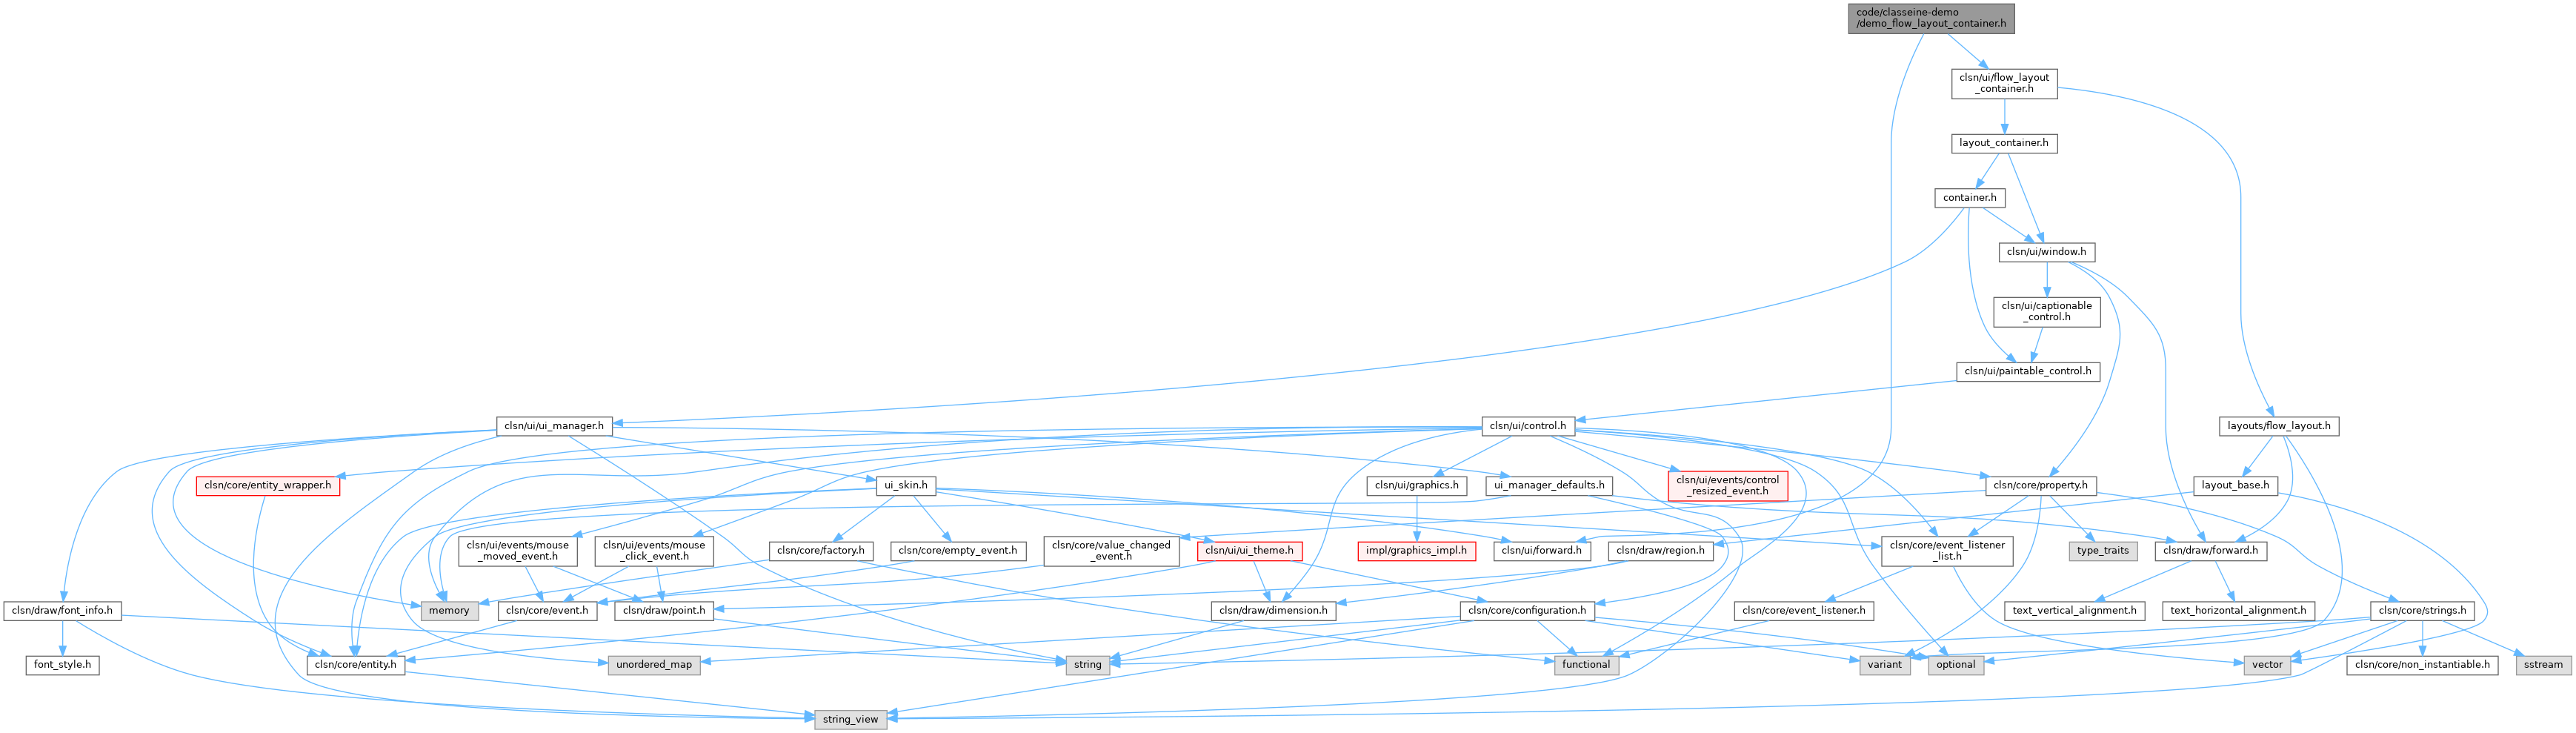 code/classeine-demo
/demo_flow_layout_container.h
clsn/ui/flow_layout
_container.h
layout_container.h
container.h
clsn/ui/window.h
clsn/ui/captionable
_control.h
clsn/ui/paintable_control.h
clsn/ui/ui_manager.h
clsn/ui/control.h
layouts/flow_layout.h
clsn/core/entity_wrapper.h
ui_skin.h
clsn/ui/graphics.h
ui_manager_defaults.h
clsn/ui/events/control
_resized_event.h
clsn/core/property.h
layout_base.h
clsn/ui/events/mouse
_moved_event.h
clsn/ui/events/mouse
_click_event.h
clsn/core/factory.h
clsn/core/empty_event.h
clsn/core/value_changed
_event.h
clsn/ui/ui_theme.h
impl/graphics_impl.h
clsn/ui/forward.h
clsn/draw/region.h
clsn/core/event_listener
_list.h
type_traits
clsn/draw/forward.h
clsn/draw/font_info.h
memory
clsn/core/event.h
clsn/draw/point.h
clsn/draw/dimension.h
clsn/core/configuration.h
clsn/core/event_listener.h
text_vertical_alignment.h
text_horizontal_alignment.h
clsn/core/strings.h
font_style.h
clsn/core/entity.h
unordered_map
string
functional
variant
optional
vector
clsn/core/non_instantiable.h
sstream
string_view